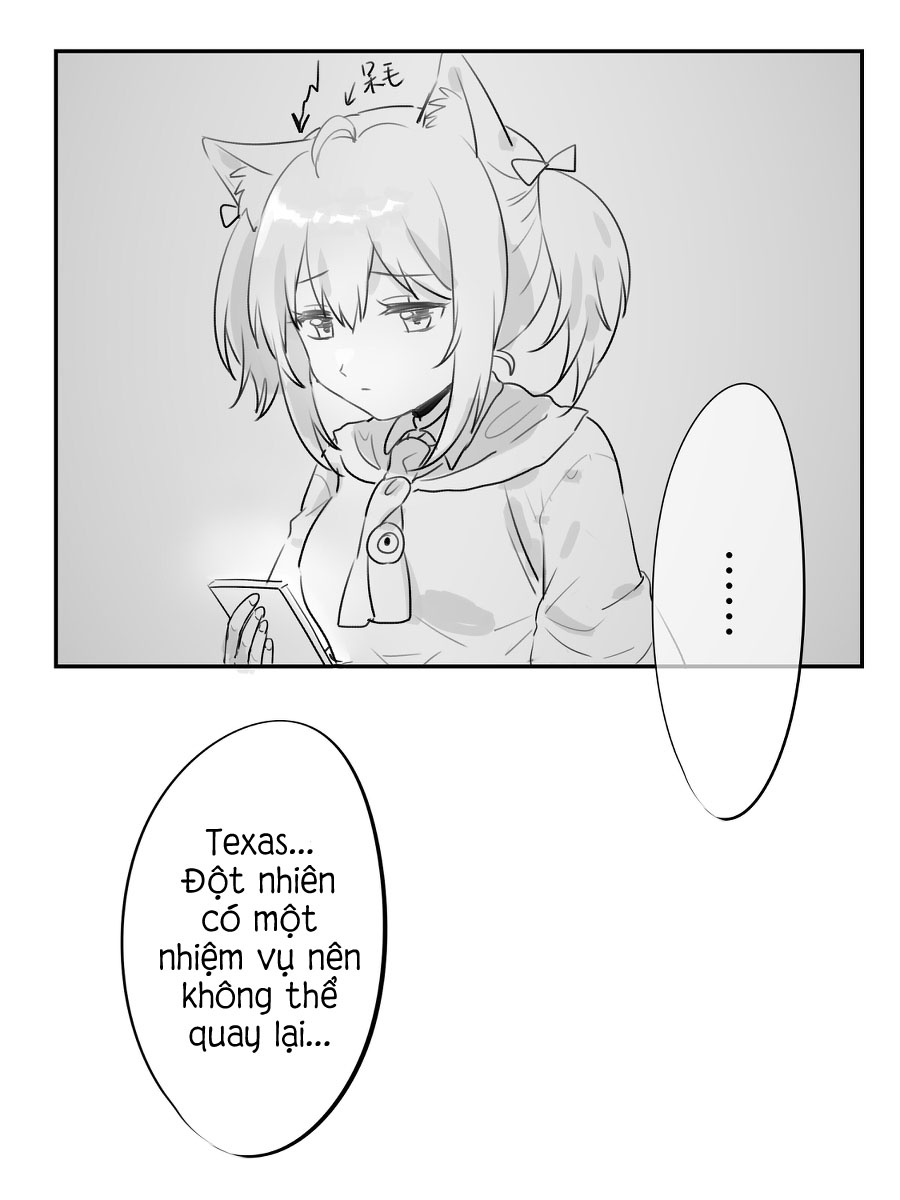 呆毛
⋮
Texas...
Đột nhiên
có một
nhiệm vụ nên
không thể
quay lại...